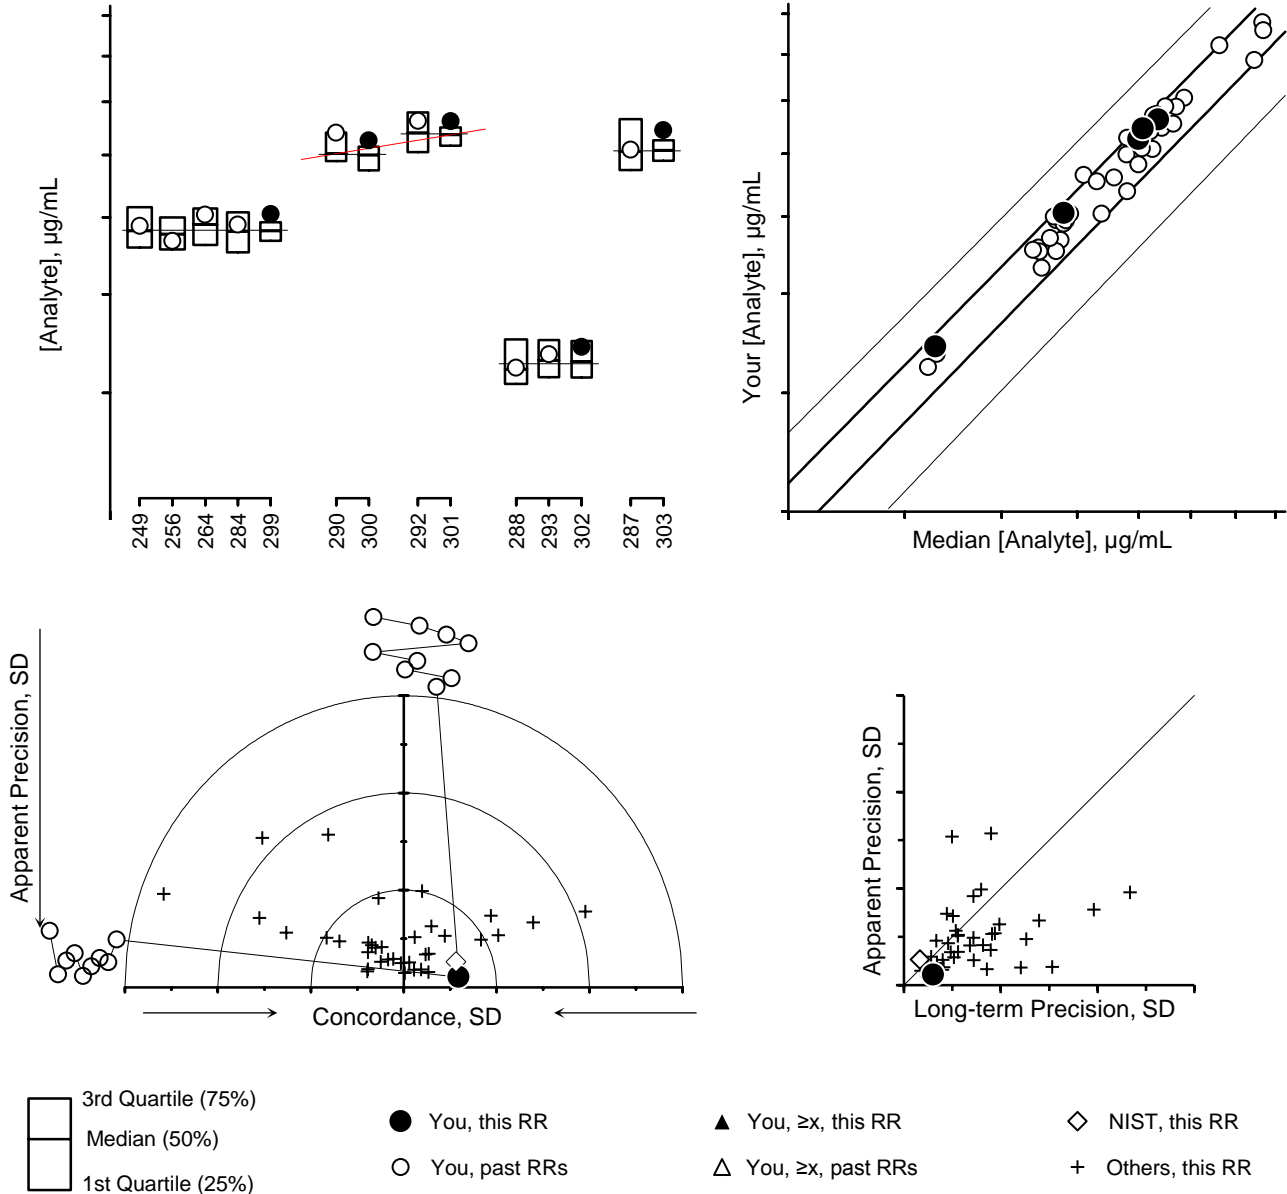 [Analyte], µg/mL
249
256
264
284
299
290
300
292
301
288
293
302
287
303
Your [Analyte], µg/mL
Median [Analyte], µg/mL
Apparent Precision, SD
Concordance, SD
Apparent Precision, SD
Long-term Precision, SD
3rd Quartile (75%)
Median (50%)
1st Quartile (25%)
You, this RR
You, past RRs
You, ≥x, this RR
You, ≥x, past RRs
NIST, this RR
Others, this RR